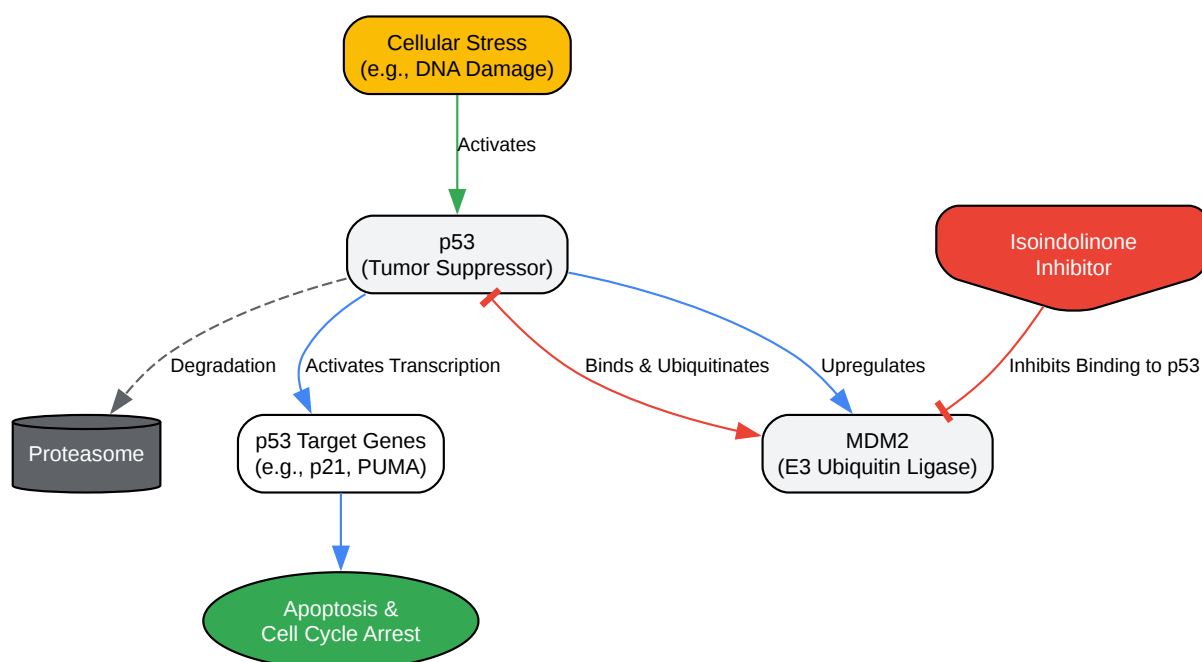 Cellular Stress
(e.g., DNA Damage)
Activates
p53
(Tumor Suppressor)
Isoindolinone
Inhibitor
Degradation
Activates Transcription
Binds & Ubiquitinates
Upregulates
Inhibits Binding to p53
Proteasome
p53 Target Genes
(e.g., p21, PUMA)
MDM2
(E3 Ubiquitin Ligase)
Apoptosis &
Cell Cycle Arrest